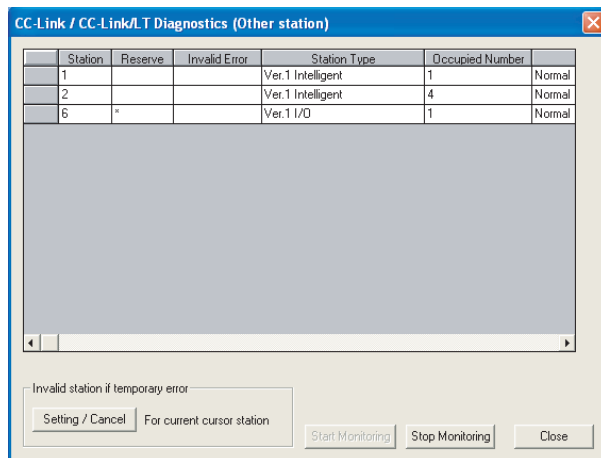 CC-Link / CC-Link/LT Diagnostics (Other station)
Station Reserve Invalid Error Station Type Occupied Number
1 Ver.1 Intelligent 1 Normal
2 Ver.1 Intelligent 4 Normal
6 * Ver.1 I/O 1 Normal
Invalid station if temporary error
Setting / Cancel For current cursor station
Start Monitoring Stop Monitoring Close